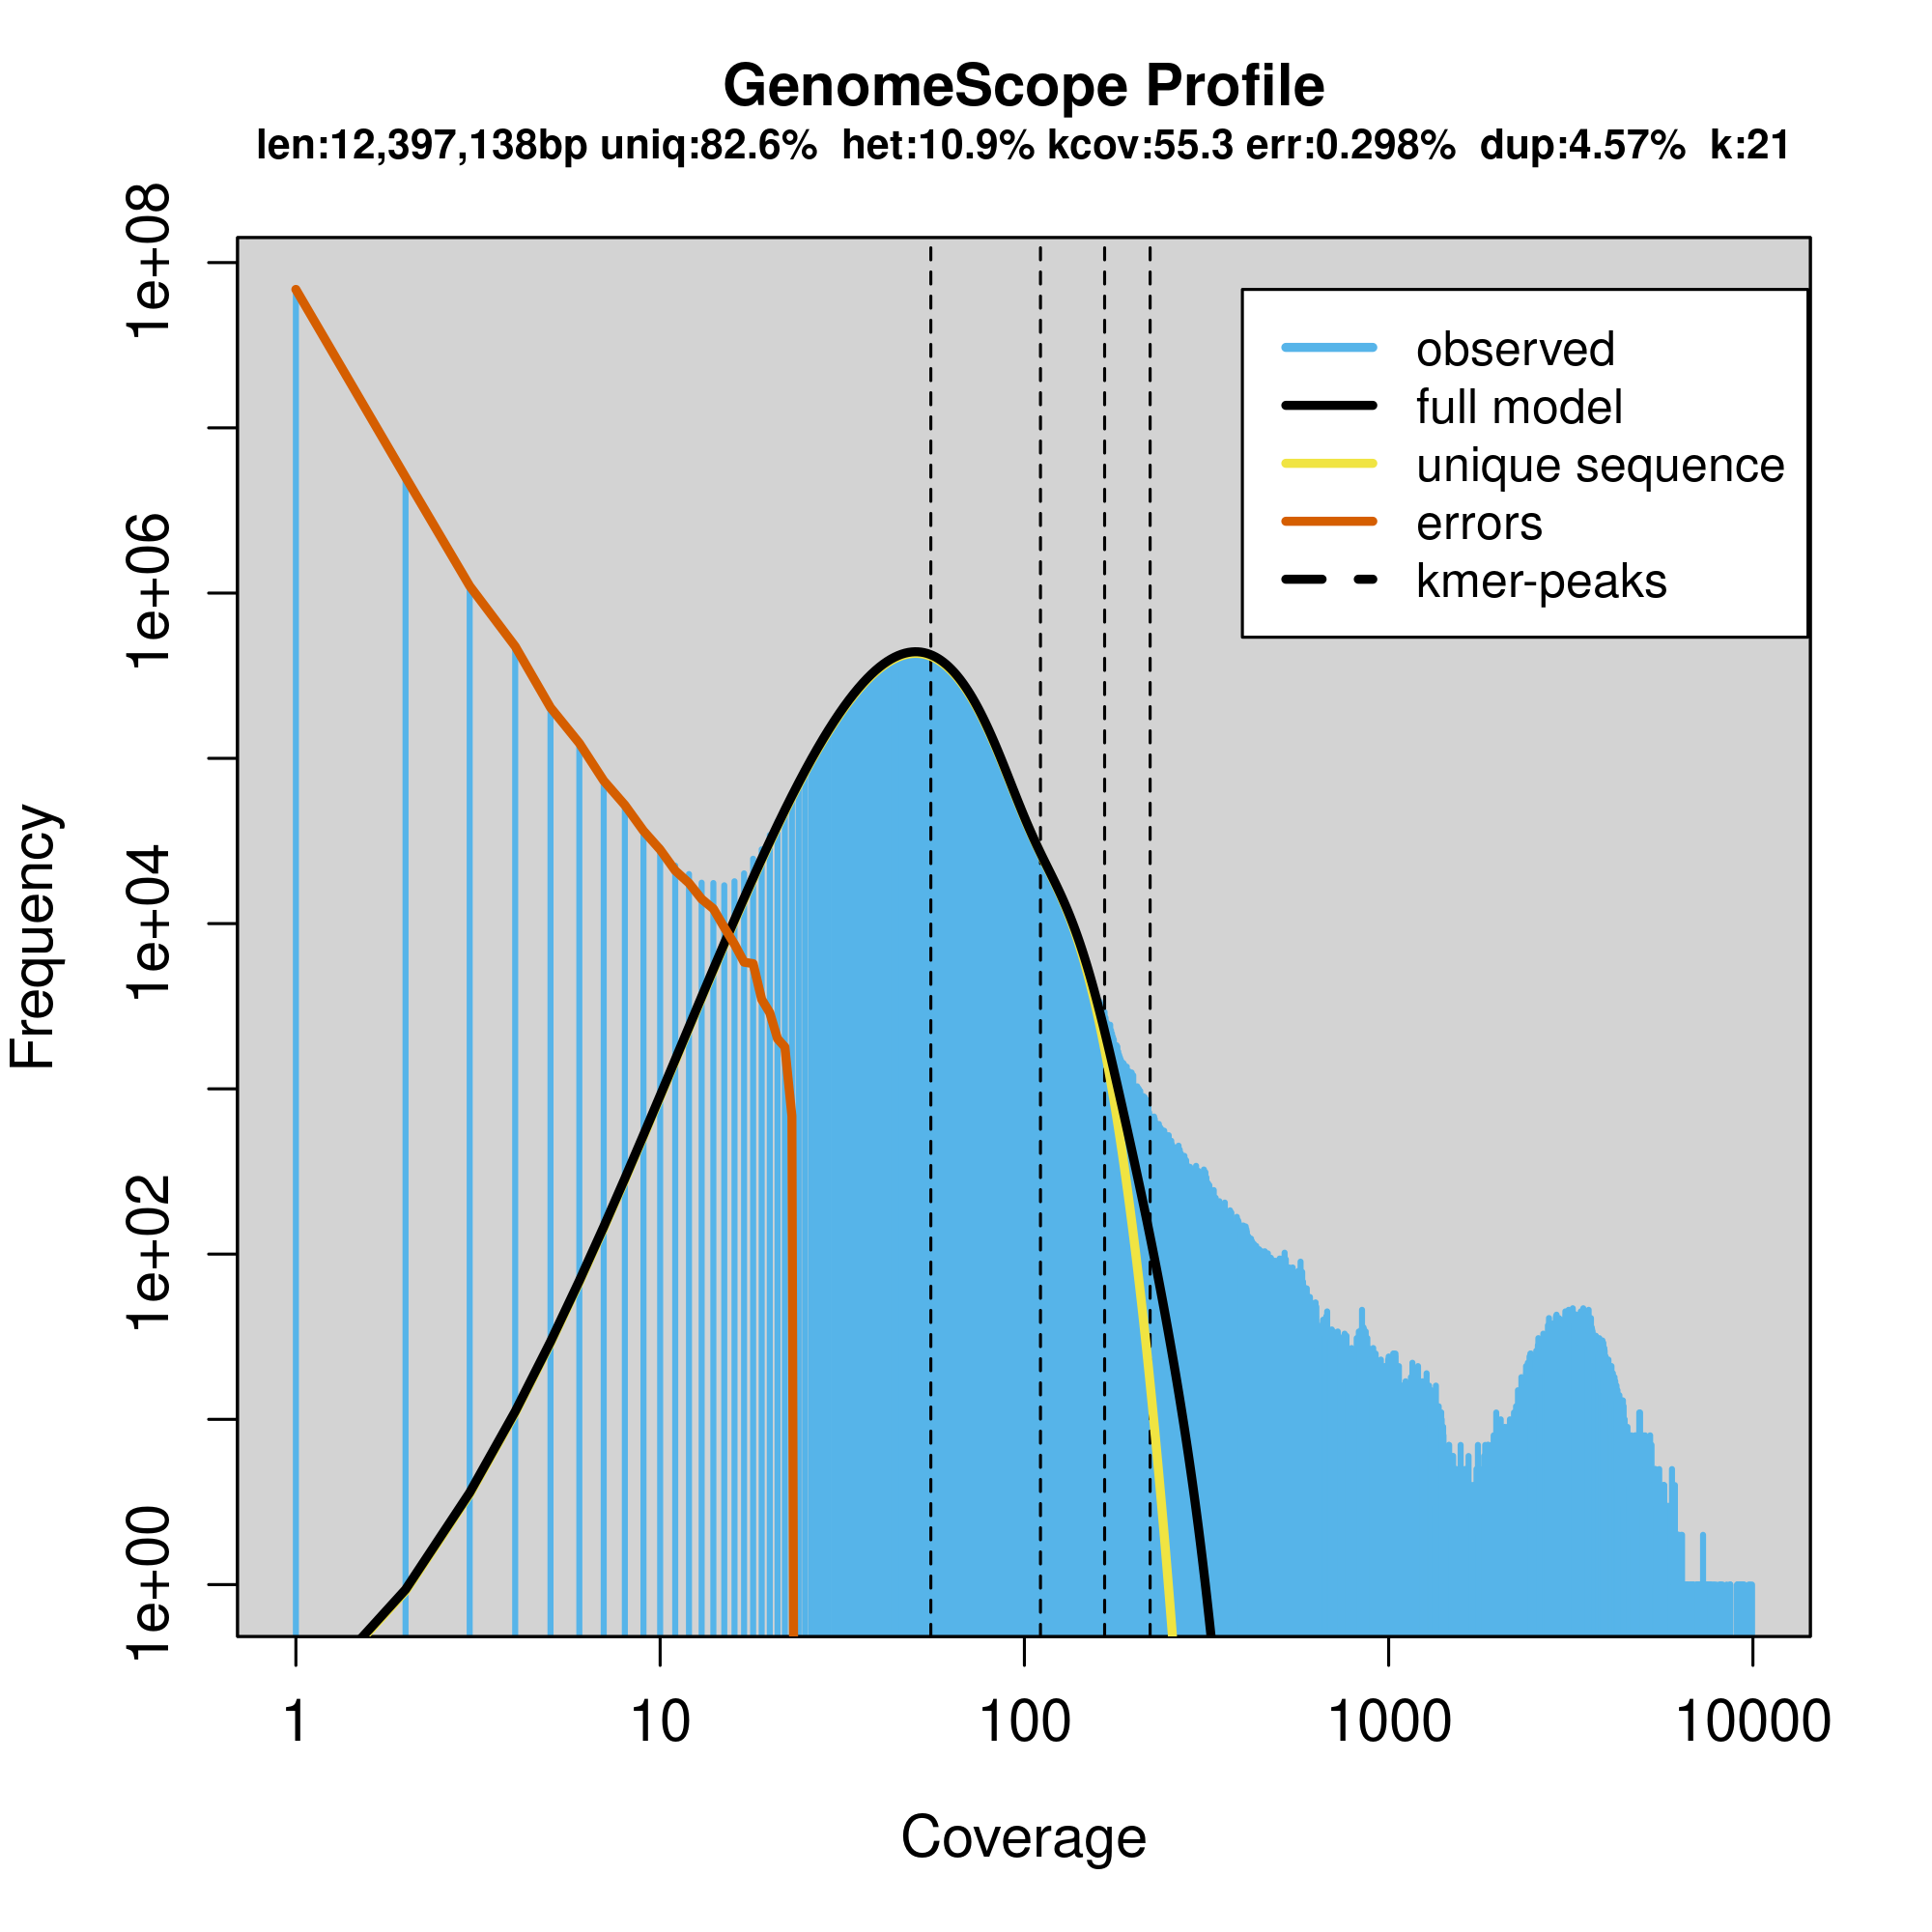 GenomeScope Profile
len:12,397,138bp uniq:82.6% het:10.9% kcov:55.3 err:0.298% dup:4.57% k:21
Frequency
1e+08
1e+06
1e+04
1e+02
1e+00
observed
full model
unique sequence
errors
kmer-peaks
1 10 100 1000 10000
Coverage